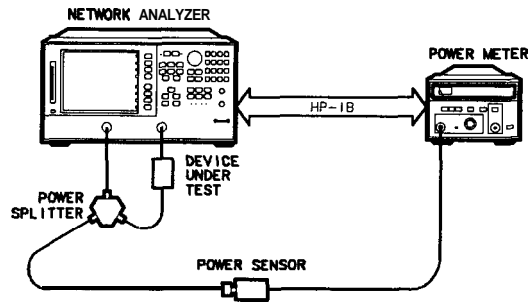 NETWORK ANALYZER
POWER METER
HP-IB
DEVICE
UNDER
TEST
POWER
SPLITTER
POWER SENSOR